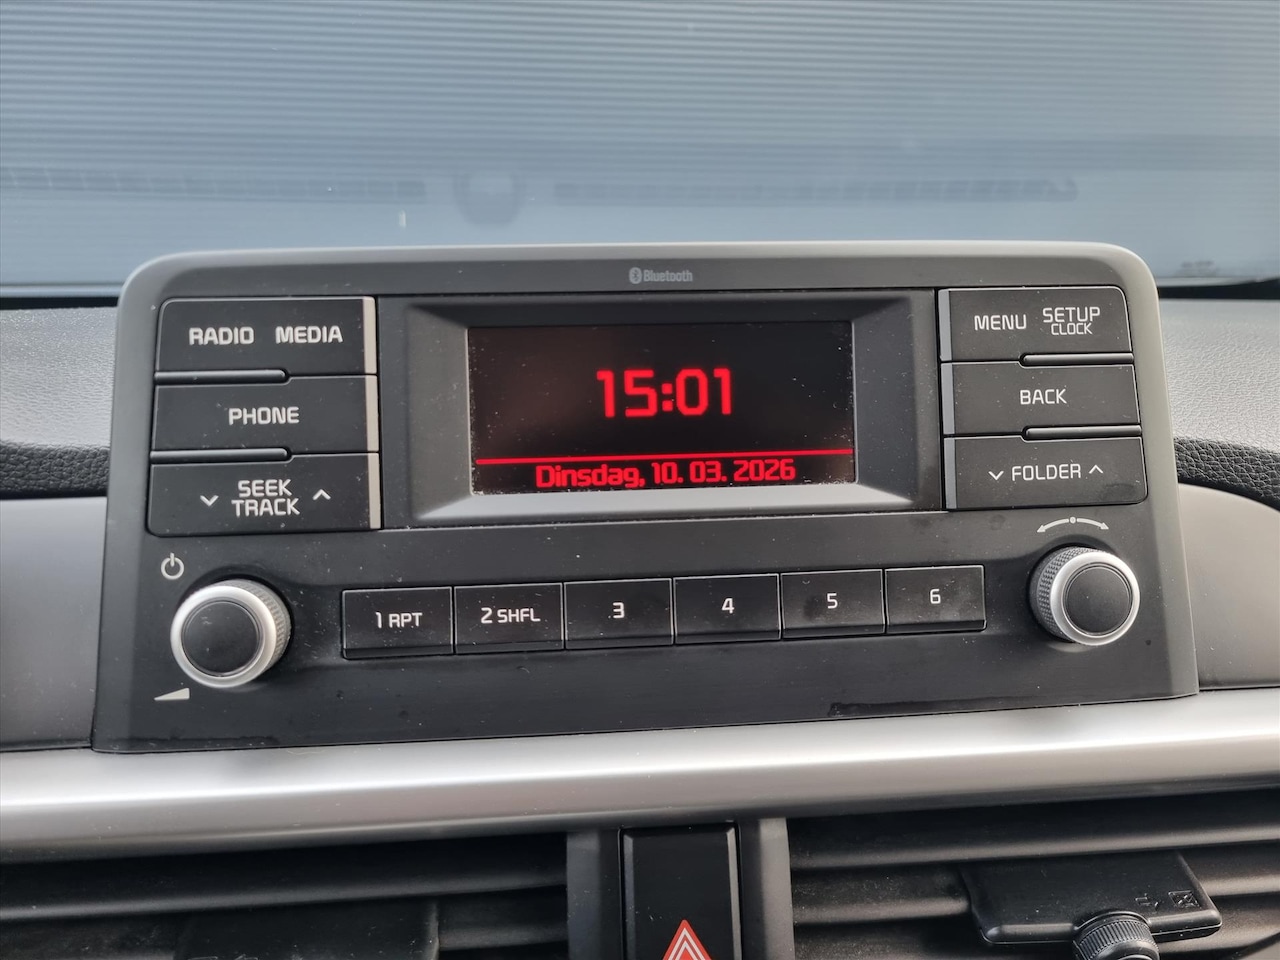 Bluetooth
RADIO MEDIA
PHONE
SEEK
TRACK
15:01
Dinsdag, 10. 03. 2026
MENU SETUP
CLOCK
BACK
FOLDER
1 RPT
2 SHFL
3
4
5
6